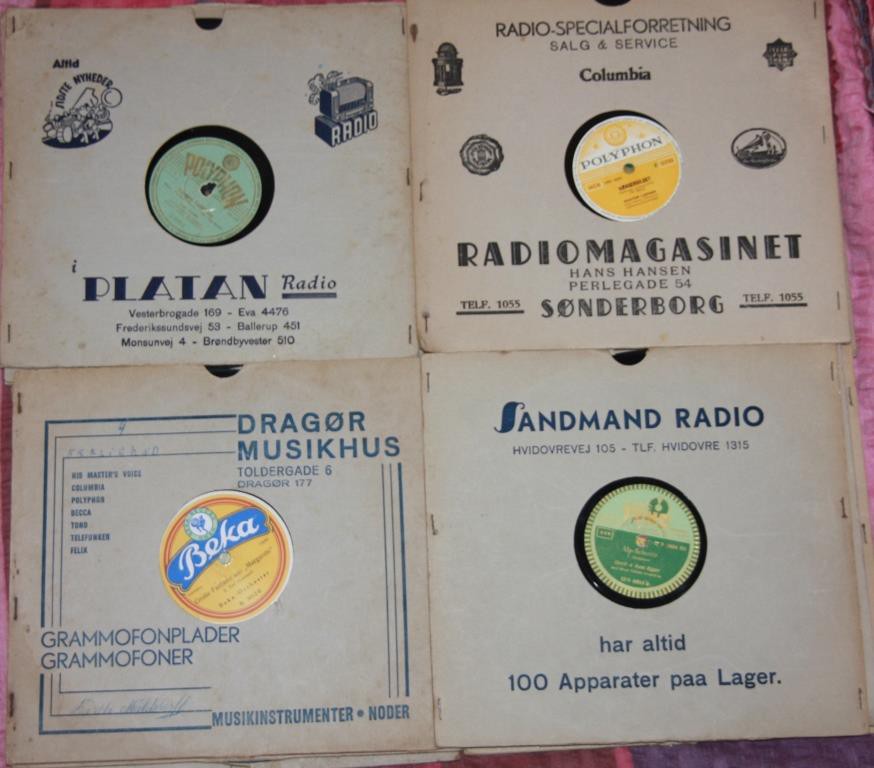 Altid
SIDSTE NYHEDER
RADIO
POLYPHON
i
PLATAN Radio
Vesterbrogade 169 - Eva 4476
Frederikssundsvej 53 - Ballerup 451
Monsunvej 4 - Brøndbyvester 510
RADIO-SPECIALFORRETNING
SALG & SERVICE
Columbia
POLYPHON
RADIOMAGASINET
HANS HANSEN
PERLEGADE 54
TELF. 1055 SØNDERBORG TELF. 1055
DRAGØR
MUSIKHUS
TOLDERGADE 6
DRAGØR 177
HIS MASTER'S VOICE
COLUMBIA
POLYPHON
DECCA
TONO
TELEFUNKEN
FELIX
Beka
Beka-Orchester
GRAMMOFONPLADER
GRAMMOFONER
MUSIKINSTRUMENTER • NODER
SANDMAND RADIO
HVIDOVREVEJ 105 - TLF. HVIDOVRE 1315
har altid
100 Apparater paa Lager.